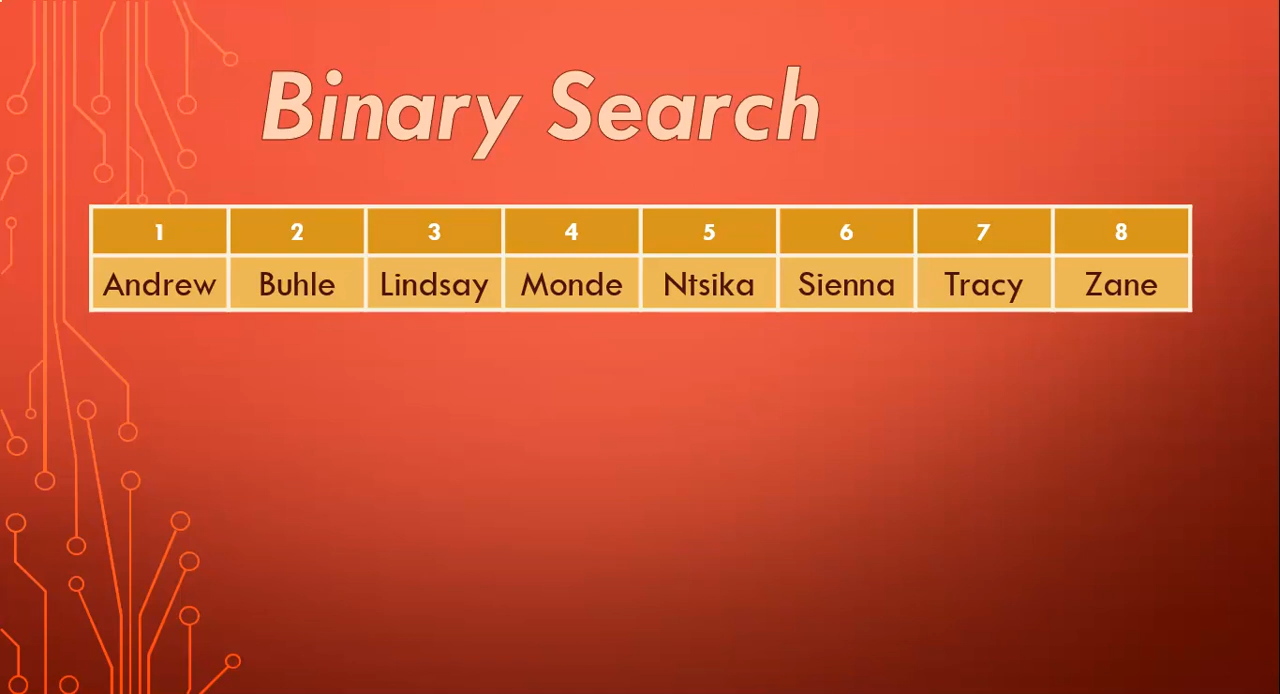 Binary Search
1 2 3 4 5 6 7 8
Andrew Buhle Lindsay Monde Ntsika Sienna Tracy Zane